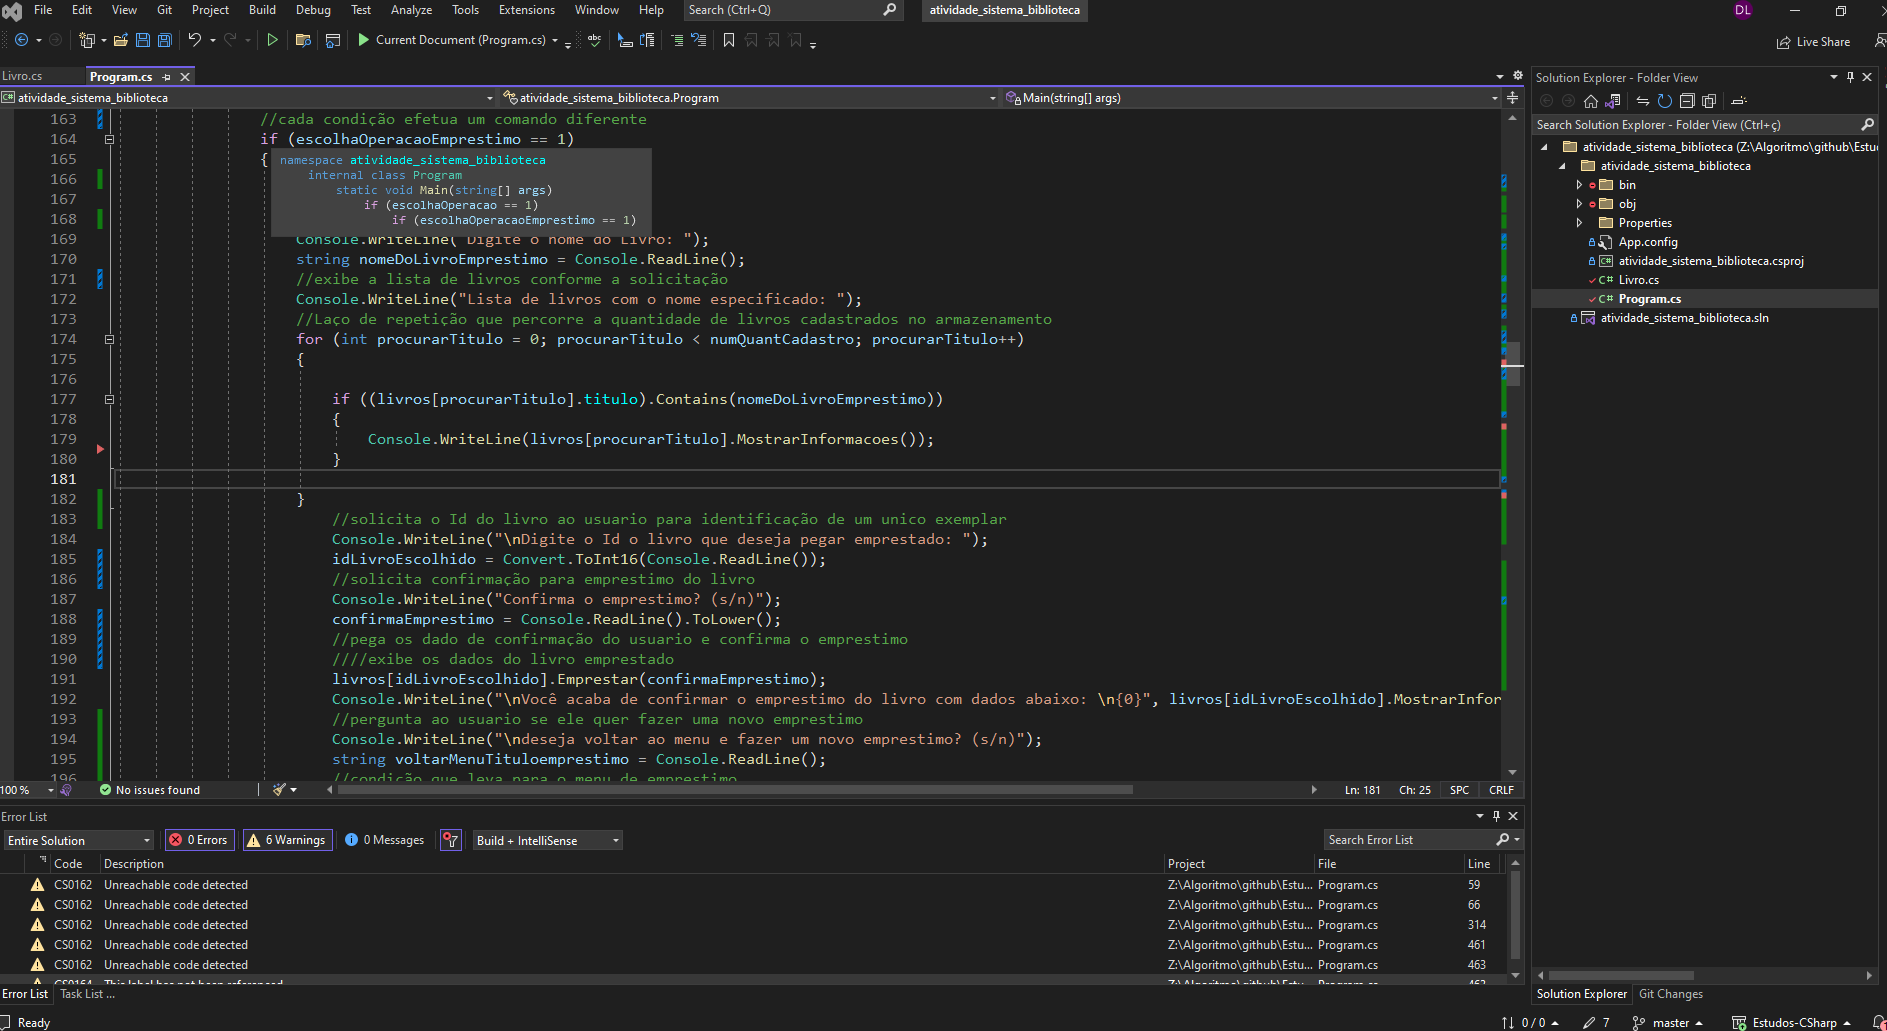 File Edit View Git Project Build Debug Test Analyze Tools Extensions Window Help Search (Ctrl+Q) atividade_sistema_biblioteca DL
Current Document (Program.cs) Live Share
Livro.cs Program.cs
atividade_sistema_biblioteca atividade_sistema_biblioteca.Program Main(string[] args)
163 //cada condição efetua um comando diferente
164 if (escolhaOperacaoEmprestimo == 1)
165 {
namespace atividade_sistema_biblioteca
internal class Program
static void Main(string[] args)
if (escolhaOperacao == 1)
if (escolhaOperacaoEmprestimo == 1)
166
167
168
169 Console.WriteLine("Digite o nome do Livro: ");
170 string nomeDoLivroEmprestimo = Console.ReadLine();
171 //exibe a lista de livros conforme a solicitação
172 Console.WriteLine("Lista de livros com o nome especificado: ");
173 //Laço de repetição que percorre a quantidade de livros cadastrados no armazenamento
174 for (int procurarTitulo = 0; procurarTitulo < numQuantCadastro; procurarTitulo++)
175 {
176
177 if ((livros[procurarTitulo].titulo).Contains(nomeDoLivroEmprestimo))
178 {
179 Console.WriteLine(livros[procurarTitulo].MostrarInformacoes());
180 }
181
182 }
183 //solicita o Id do livro ao usuario para identificação de um unico exemplar
184 Console.WriteLine("\nDigite o Id o livro que deseja pegar emprestado: ");
185 idLivroEscolhido = Convert.ToInt16(Console.ReadLine());
186 //solicita confirmação para emprestimo do livro
187 Console.WriteLine("Confirma o emprestimo? (s/n)");
188 confirmaEmprestimo = Console.ReadLine().ToLower();
189 //pega os dado de confirmação do usuario e confirma o emprestimo
190 ////exibe os dados do livro emprestado
191 livros[idLivroEscolhido].Emprestar(confirmaEmprestimo);
192 Console.WriteLine("\nVocê acaba de confirmar o emprestimo do livro com dados abaixo: \n{0}", livros[idLivroEscolhido].MostrarInfor
193 //pergunta ao usuario se ele quer fazer uma novo emprestimo
194 Console.WriteLine("\ndeseja voltar ao menu e fazer um novo emprestimo? (s/n)");
195 string voltarMenuTituloemprestimo = Console.ReadLine();
196 //condição que leva para o menu de emprestimo
100 % No issues found Ln: 181 Ch: 25 SPC CRLF
Error List
Entire Solution 0 Errors 6 Warnings 0 Messages Build + IntelliSense Search Error List
Code Description Project File Line
CS0162 Unreachable code detected Z:\Algoritmo\github\Estu... Program.cs 59
CS0162 Unreachable code detected Z:\Algoritmo\github\Estu... Program.cs 66
CS0162 Unreachable code detected Z:\Algoritmo\github\Estu... Program.cs 314
CS0162 Unreachable code detected Z:\Algoritmo\github\Estu... Program.cs 461
CS0162 Unreachable code detected Z:\Algoritmo\github\Estu... Program.cs 463
CS0164 This label has not been referenced Z:\Algoritmo\github\Estu... Program.cs
Error List Task List ...
Solution Explorer - Folder View
Search Solution Explorer - Folder View (Ctrl+ç)
atividade_sistema_biblioteca (Z:\Algoritmo\github\Estu
atividade_sistema_biblioteca
bin
obj
Properties
App.config
atividade_sistema_biblioteca.csproj
C# Livro.cs
C# Program.cs
atividade_sistema_biblioteca.sln
Solution Explorer Git Changes
Ready 0 / 0 7 master Estudos-CSharp